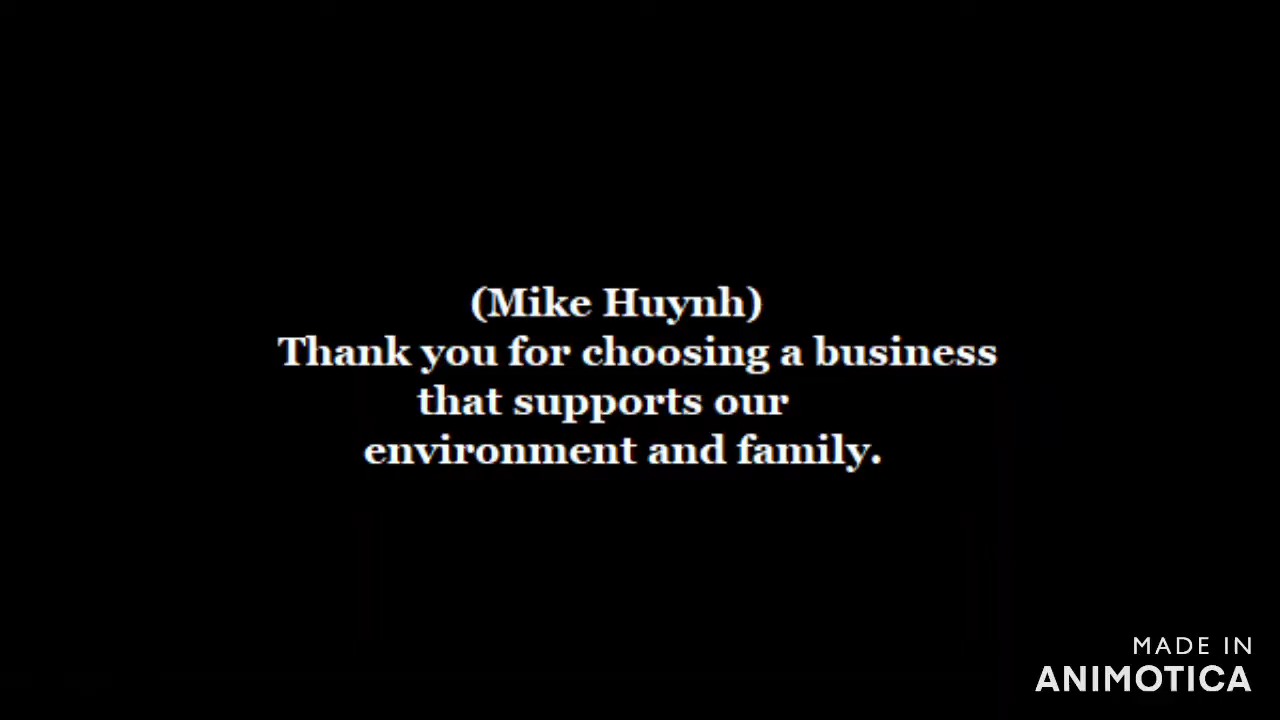 (Mike Huynh)
Thank you for choosing a business
that supports our
environment and family.
MADE IN
ANIMOTICA